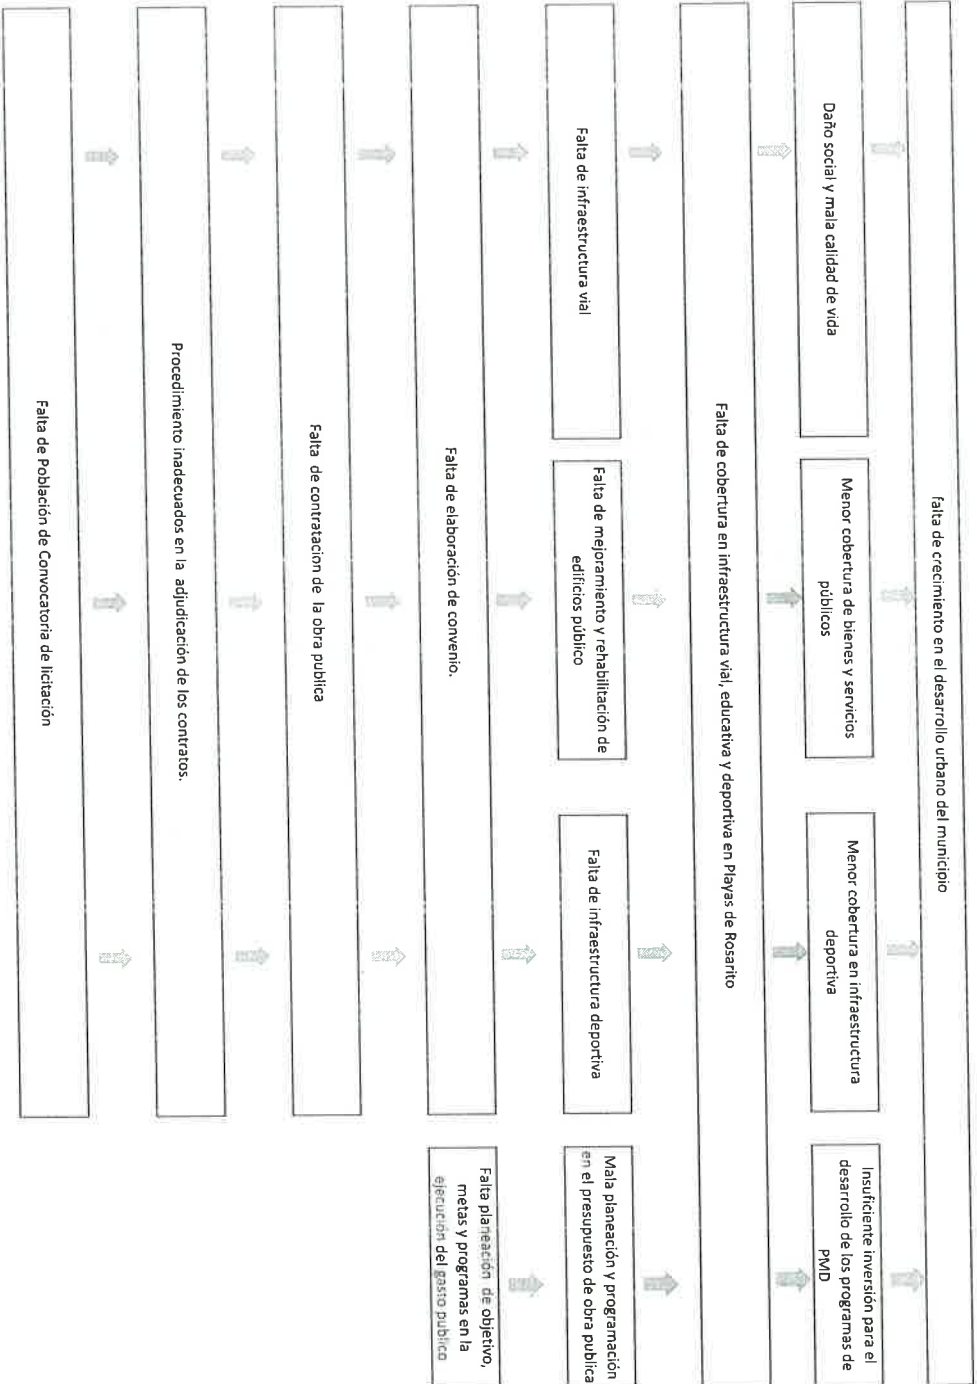 falta de crecimiento en el desarrollo urbano del municipio
Daño social y mala calidad de vida
Menor cobertura de bienes y servicios
públicos
Menor cobertura en infraestructura
deportiva
Insuficiente inversión para el
desarrollo de los programas de
PMD
Falta de cobertura en infraestructura vial, educativa y deportiva en Playas de Rosarito
Falta de infraestructura vial
Falta de mejoramiento y rehabilitación de
edificios público
Falta de infraestructura deportiva
Mala planeación y programación
en el presupuesto de obra publica
Falta de elaboración de convenio.
Falta planeación de objetivo,
metas y programas en la
ejecución del gasto publico
Falta de contratacion de la obra publica
Procedimiento inadecuados en la adjudicación de los contratos.
Falta de Población de Convocatoria de licitación